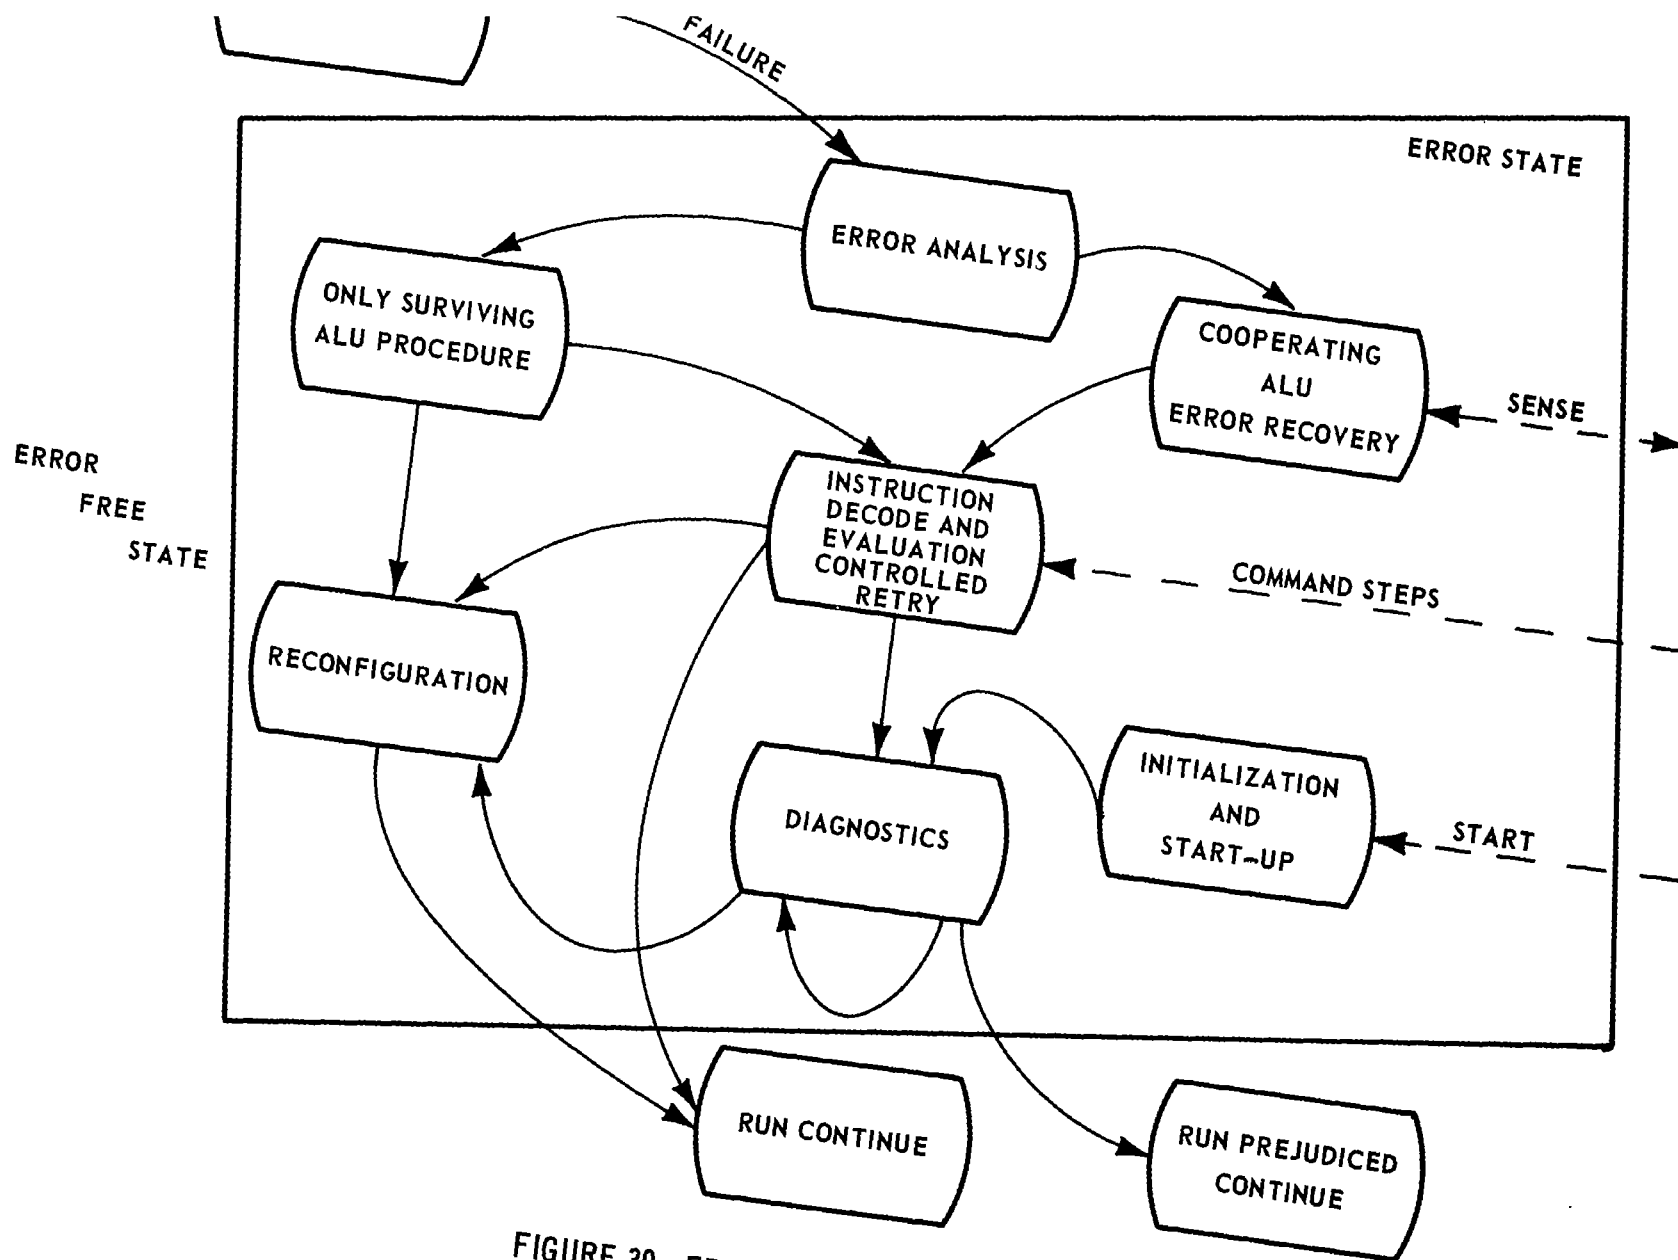 FAILURE
ERROR STATE
ERROR ANALYSIS
ONLY SURVIVING
ALU PROCEDURE
COOPERATING
ALU
ERROR RECOVERY
SENSE
ERROR
FREE
STATE
INSTRUCTION
DECODE AND
EVALUATION
CONTROLLED
RETRY
COMMAND STEPS
RECONFIGURATION
INITIALIZATION
AND
START-UP
START
DIAGNOSTICS
RUN CONTINUE
RUN PREJUDICED
CONTINUE
FIGURE